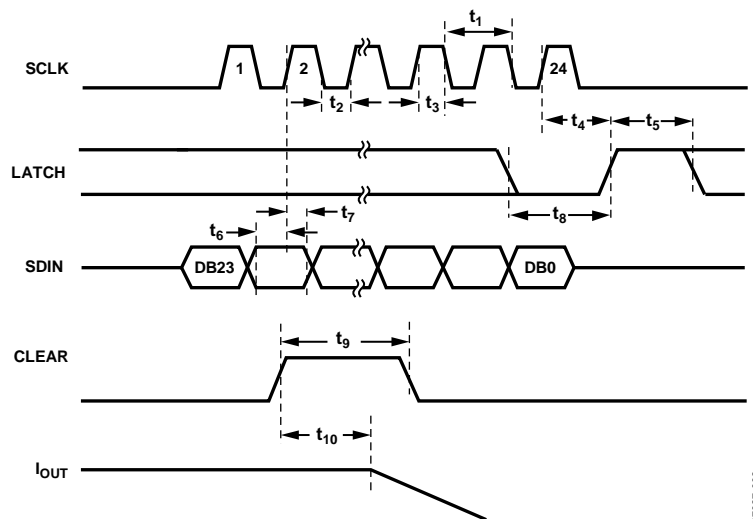 t1
SCLK
1
2
24
t2
t3
t4
t5
LATCH
t8
t7
t6
SDIN
DB23
DB0
CLEAR
t9
t10
IOUT